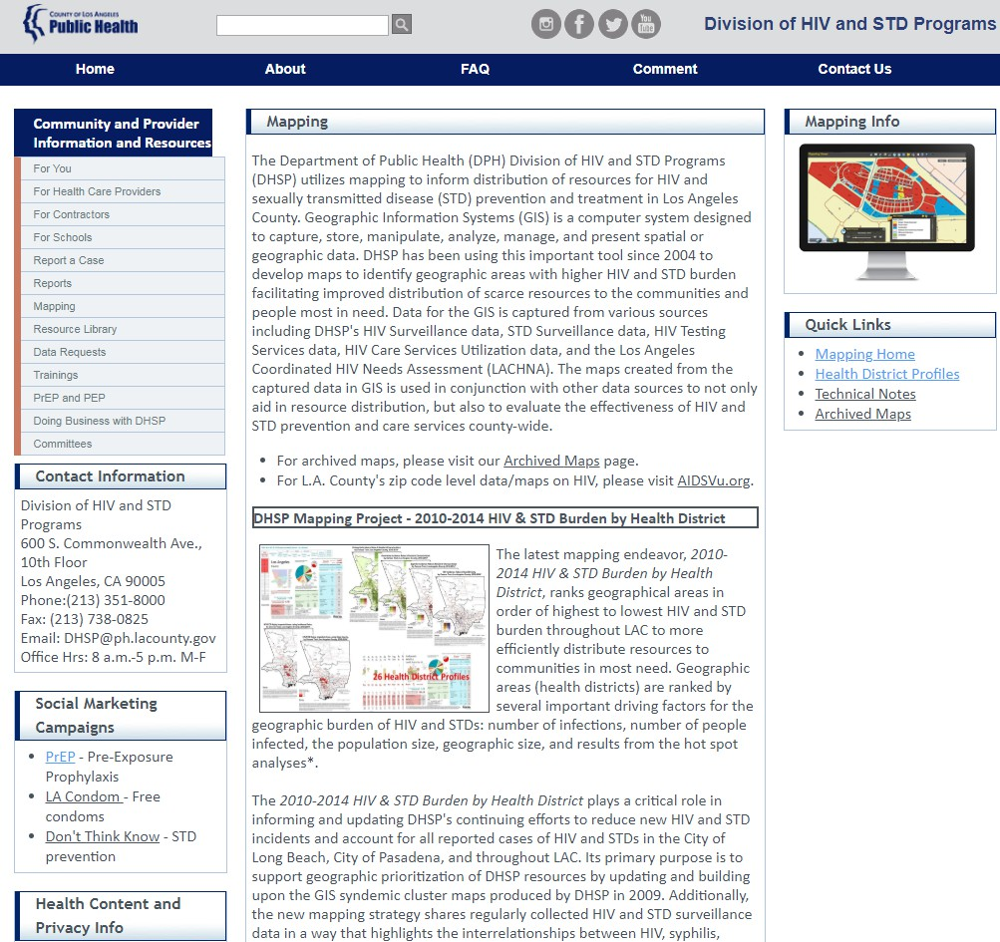 COUNTY OF LOS ANGELES
Public Health
You Tube
Division of HIV and STD Programs
Home
About
FAQ
Comment
Contact Us
Community and Provider
Information and Resources
For You
For Health Care Providers
For Contractors
For Schools
Report a Case
Reports
Mapping
Resource Library
Data Requests
Trainings
PrEP and PEP
Doing Business with DHSP
Committees
Contact Information
Division of HIV and STD
Programs
600 S. Commonwealth Ave.,
10th Floor
Los Angeles, CA 90005
Phone:(213) 351-8000
Fax: (213) 738-0825
Email: DHSP@ph.lacounty.gov
Office Hrs: 8 a.m.-5 p.m. M-F
Social Marketing
Campaigns
• PrEP - Pre-Exposure
Prophylaxis
• LA Condom - Free
condoms
• Don't Think Know - STD
prevention
Health Content and
Privacy Info
Mapping
The Department of Public Health (DPH) Division of HIV and STD Programs
(DHSP) utilizes mapping to inform distribution of resources for HIV and
sexually transmitted disease (STD) prevention and treatment in Los Angeles
County. Geographic Information Systems (GIS) is a computer system designed
to capture, store, manipulate, analyze, manage, and present spatial or
geographic data. DHSP has been using this important tool since 2004 to
develop maps to identify geographic areas with higher HIV and STD burden
facilitating improved distribution of scarce resources to the communities and
people most in need. Data for the GIS is captured from various sources
including DHSP's HIV Surveillance data, STD Surveillance data, HIV Testing
Services data, HIV Care Services Utilization data, and the Los Angeles
Coordinated HIV Needs Assessment (LACHNA). The maps created from the
captured data in GIS is used in conjunction with other data sources to not only
aid in resource distribution, but also to evaluate the effectiveness of HIV and
STD prevention and care services county-wide.
• For archived maps, please visit our Archived Maps page.
• For L.A. County's zip code level data/maps on HIV, please visit AIDSVu.org.
DHSP Mapping Project - 2010-2014 HIV & STD Burden by Health District
26 Health District Profiles
The latest mapping endeavor, 2010-
2014 HIV & STD Burden by Health
District, ranks geographical areas in
order of highest to lowest HIV and STD
burden throughout LAC to more
efficiently distribute resources to
communities in most need. Geographic
areas (health districts) are ranked by
several important driving factors for the
geographic burden of HIV and STDs: number of infections, number of people
infected, the population size, geographic size, and results from the hot spot
analyses*.
The 2010-2014 HIV & STD Burden by Health District plays a critical role in
informing and updating DHSP's continuing efforts to reduce new HIV and STD
incidents and account for all reported cases of HIV and STDs in the City of
Long Beach, City of Pasadena, and throughout LAC. Its primary purpose is to
support geographic prioritization of DHSP resources by updating and building
upon the GIS syndemic cluster maps produced by DHSP in 2009. Additionally,
the new mapping strategy shares regularly collected HIV and STD surveillance
data in a way that highlights the interrelationships between HIV, syphilis,
Mapping Info
Quick Links
• Mapping Home
• Health District Profiles
• Technical Notes
• Archived Maps